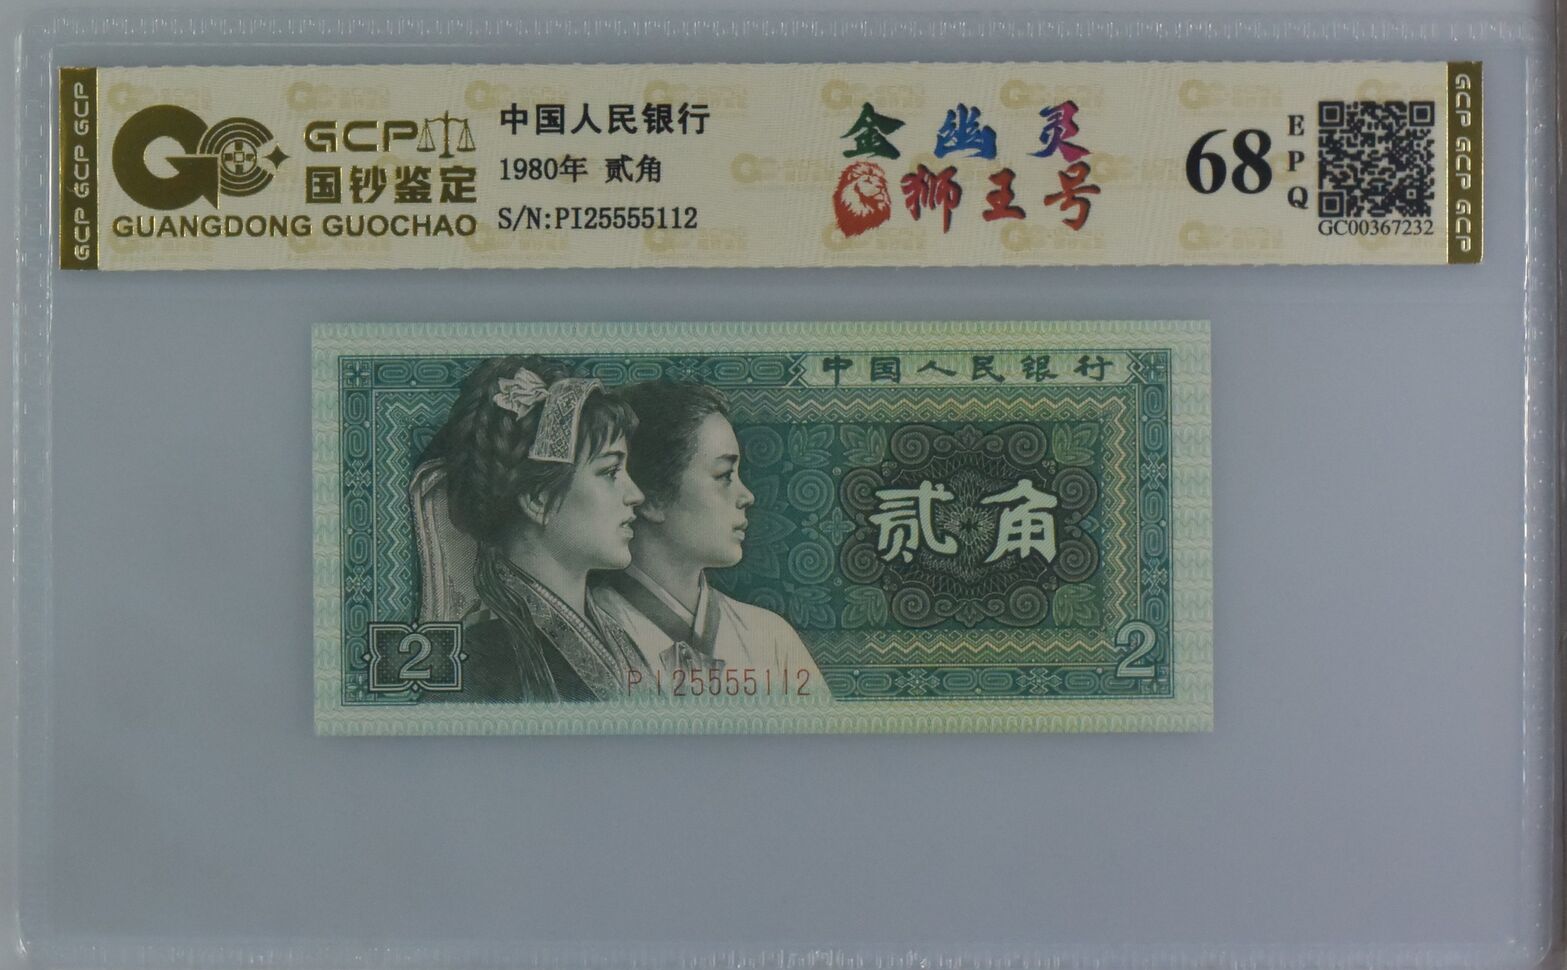 GCP GCP GCP
GCP
国钞鉴定
GUANGDONG GUOCHAO
中国人民银行
1980年 贰角
S/N:PI25555112
金幽灵
狮王号
68
EPQ
GC00367232
GCP GCP GCP
中国人民银行
贰角
2
2
PI25555112